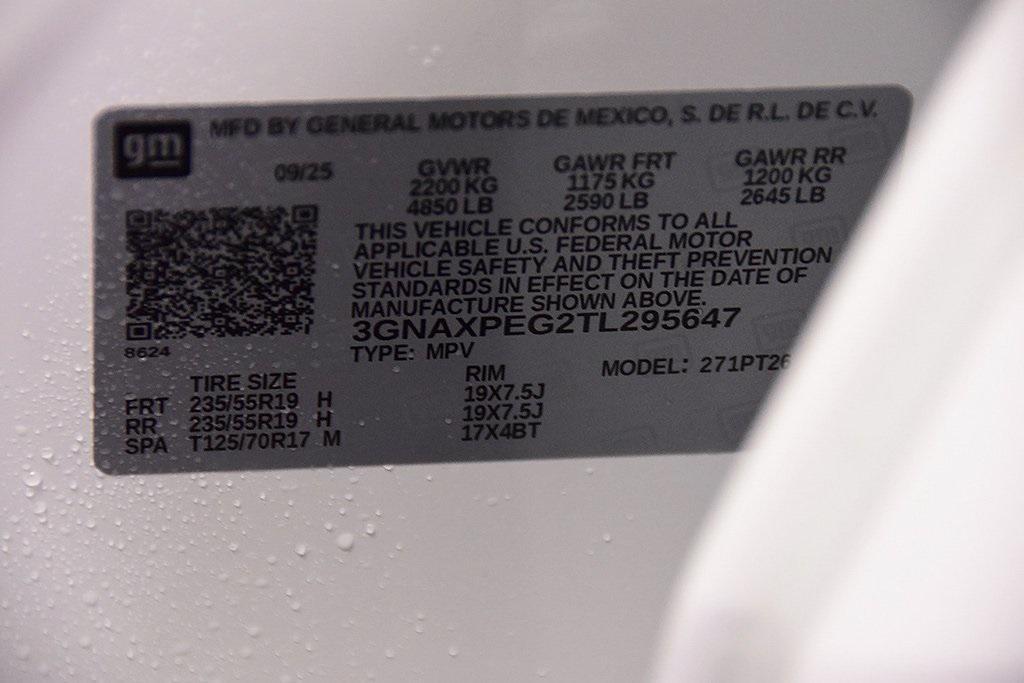 gm
MFD BY GENERAL MOTORS DE MEXICO, S. DE R.L. DE C.V.
09/25 GVWR GAWR FRT GAWR RR
2200 KG 1175 KG 1200 KG
4850 LB 2590 LB 2645 LB
THIS VEHICLE CONFORMS TO ALL
APPLICABLE U.S. FEDERAL MOTOR
VEHICLE SAFETY AND THEFT PREVENTION
STANDARDS IN EFFECT ON THE DATE OF
MANUFACTURE SHOWN ABOVE.
3GNAXPEG2TL295647
8624
TYPE: MPV
MODEL: 271PT26
TIRE SIZE RIM
FRT 235/55R19 H 19X7.5J
RR 235/55R19 H 19X7.5J
SPA T125/70R17 M 17X4BT